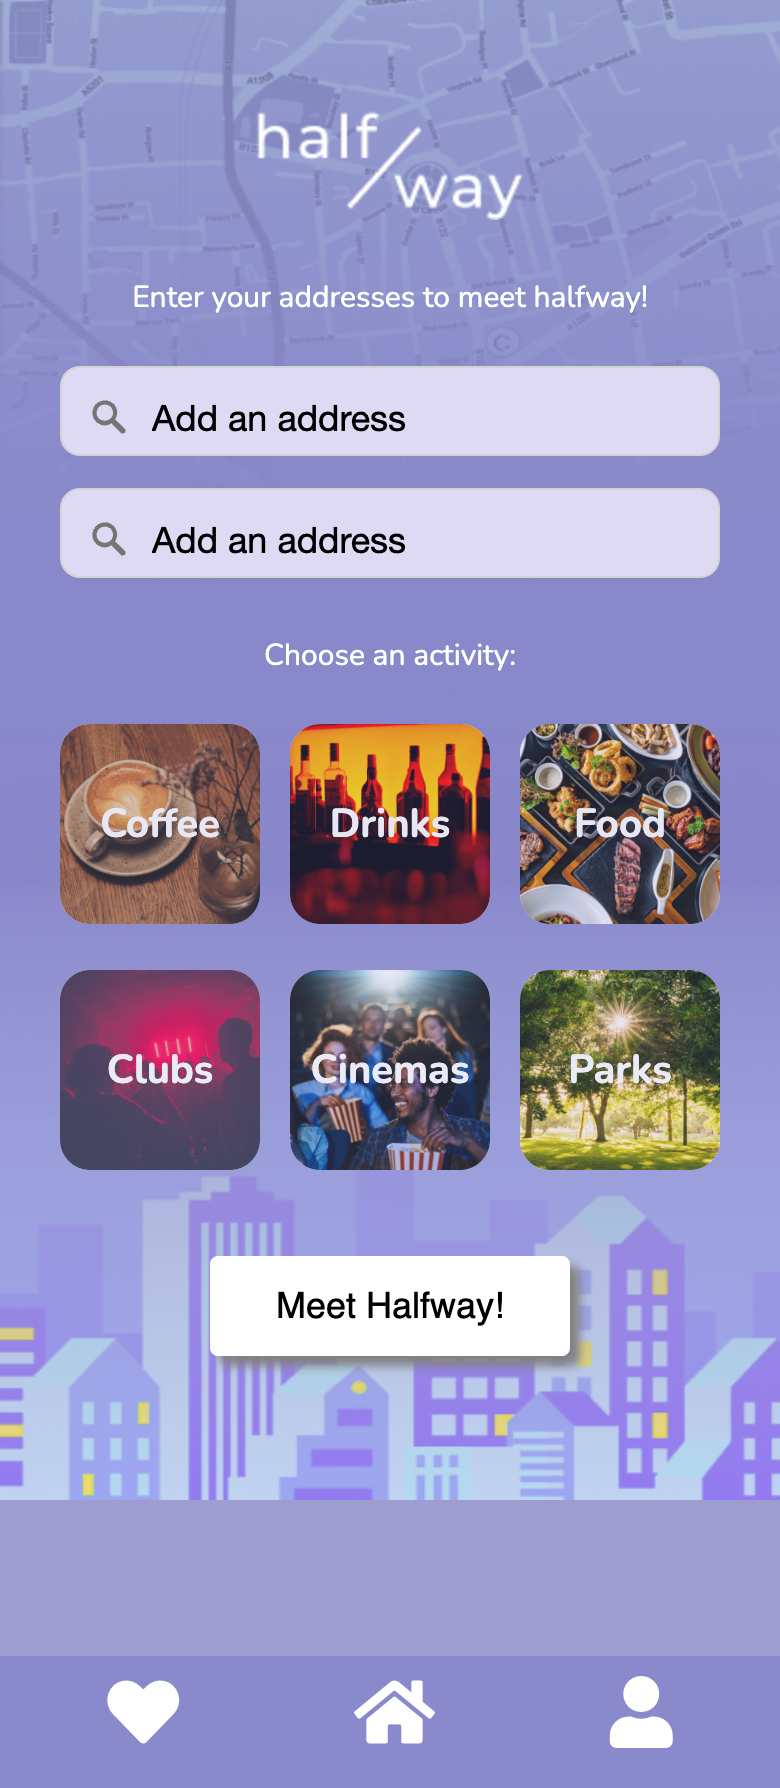 half
way
Enter your addresses to meet halfway!
Add an address
Add an address
Choose an activity:
Coffee
Drinks
Food
Clubs
Cinemas
Parks
Meet Halfway!